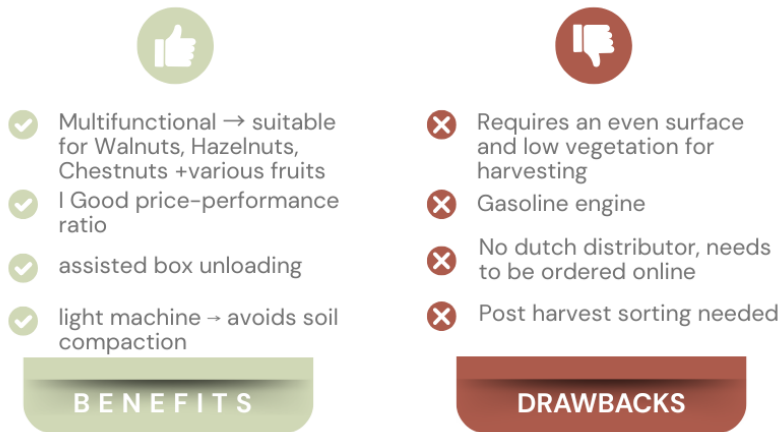 Multifunctional → suitable
for Walnuts, Hazelnuts,
Chestnuts +various fruits
I Good price-performance
ratio
assisted box unloading
light machine → avoids soil
compaction
BENEFITS
Requires an even surface
and low vegetation for
harvesting
Gasoline engine
No dutch distributor, needs
to be ordered online
Post harvest sorting needed
DRAWBACKS